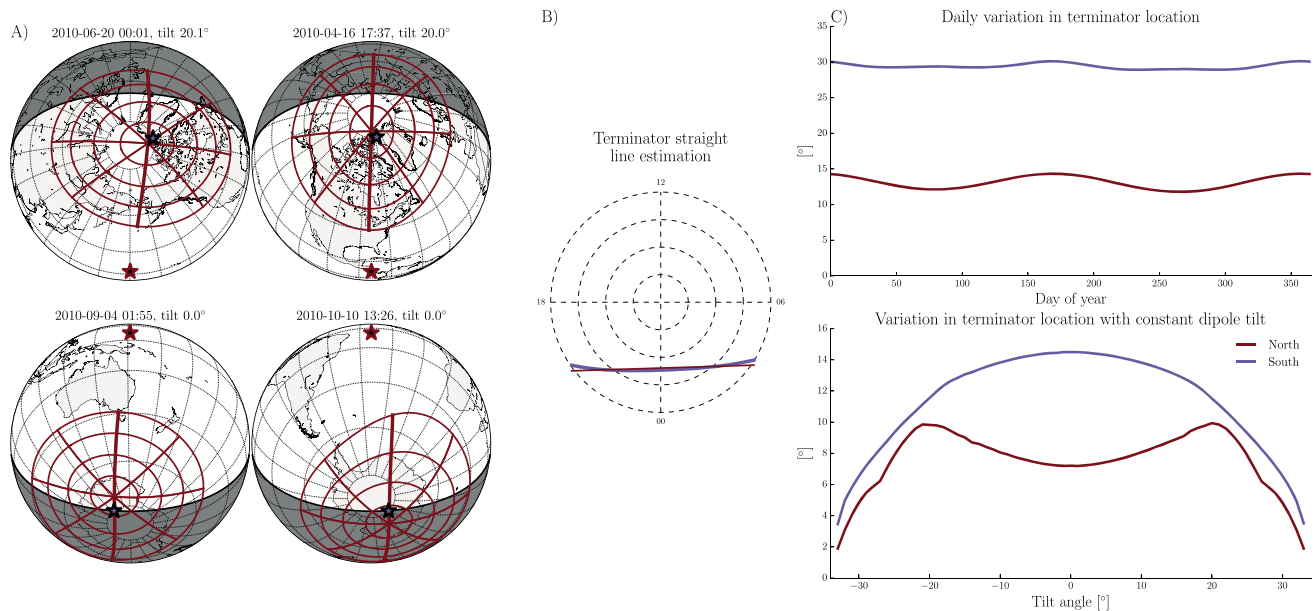 A)
2010-06-20 00:01, tilt 20.1°
2010-04-16 17:37, tilt 20.0°
2010-09-04 01:55, tilt 0.0°
2010-10-10 13:26, tilt 0.0°
B)
Terminator straight
line estimation
12
18
06
00
C)
Daily variation in terminator location
35
30
25
20
15
10
5
0
[°]
0 50 100 150 200 250 300 350
Day of year
Variation in terminator location with constant dipole tilt
16
14
12
10
8
6
4
2
0
[°]
North
South
−30 −20 −10 0 10 20 30
Tilt angle [°]